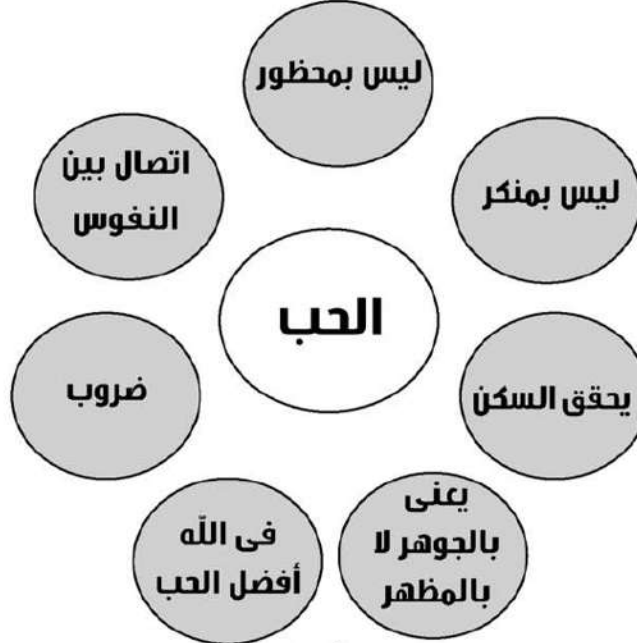 ليس بمحظور
ليس بمنكر
اتصال بين
النفوس
الحب
ضروب
يحقق السكن
يعنى
بالجوهر لا
بالمظهر
فى الله
أفضل الحب